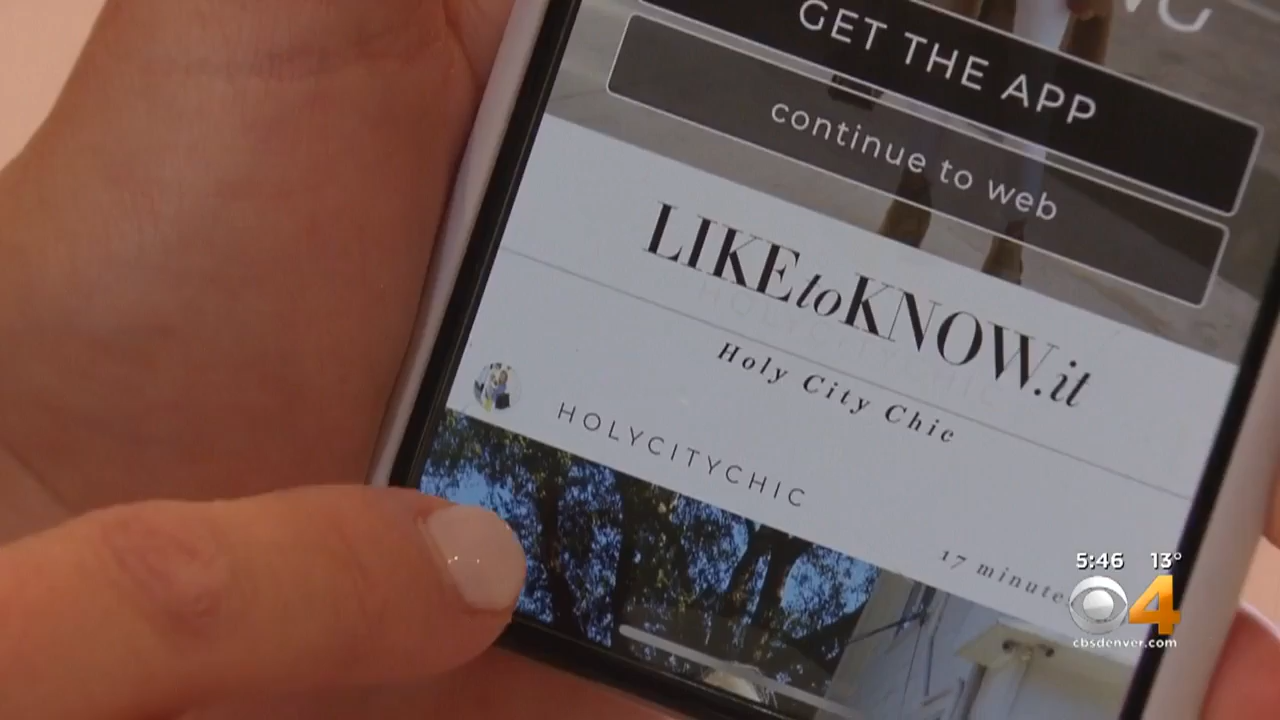 GET THE APP
continue to web
LIKEtoKNOW.it
Holy City Chic
HOLYCITYCHIC
17 minute
5:46 13°
4
cbsdenver.com